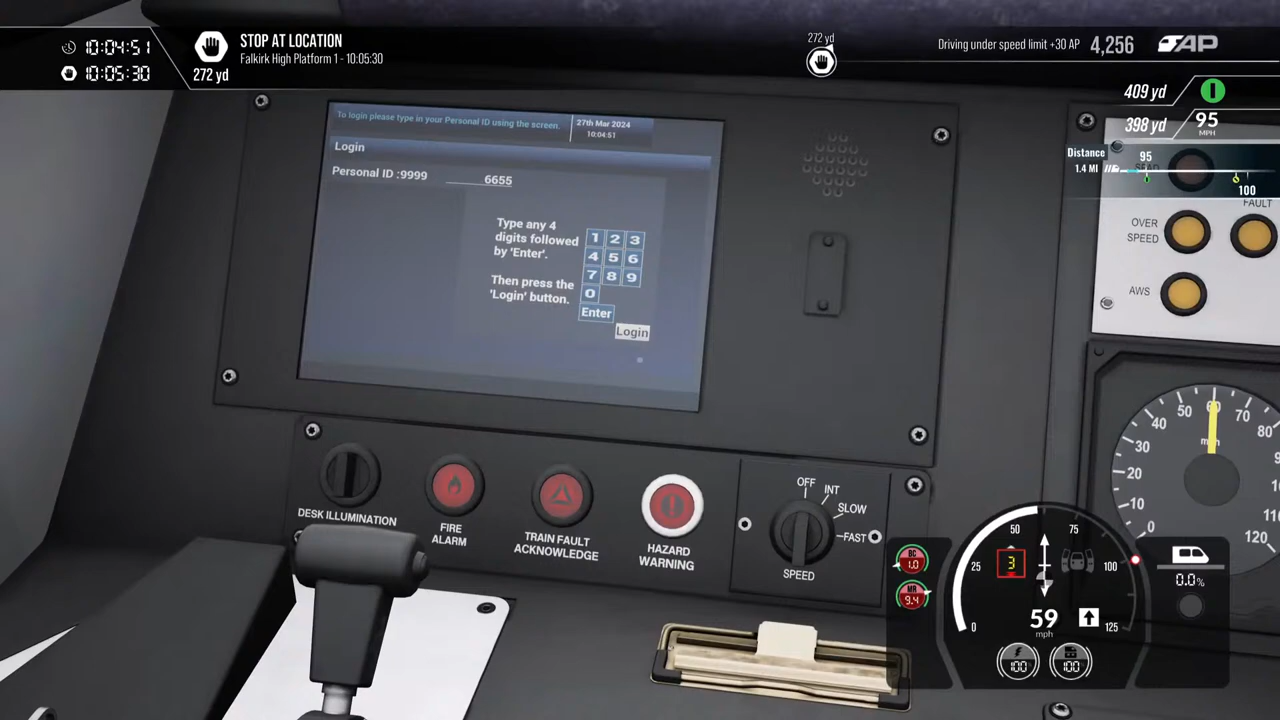 10:04:51
10:05:30
STOP AT LOCATION
Falkirk High Platform 1 - 10:05:30
272 yd
272 yd
Driving under speed limit +30 AP
4,256
AP
409 yd
398 yd
95
MPH
Distance
1.4 MI
95
100
To login please type in your Personal ID using the screen.
27th Mar 2024
10:04:51
Login
Personal ID :9999
6655
Type any 4
digits followed
by 'Enter'.
Then press the
'Login' button.
1 2 3
4 5 6
7 8 9
0
Enter
Login
FAULT
OVER
SPEED
AWS
DESK ILLUMINATION
FIRE
ALARM
TRAIN FAULT
ACKNOWLEDGE
HAZARD
WARNING
OFF
INT
SLOW
FAST
SPEED
0
10
20
30
40
50
60
70
80
120
BC
1.0
MR
9.4
0
25
50
75
100
125
3
59
mph
100
100
0.0%